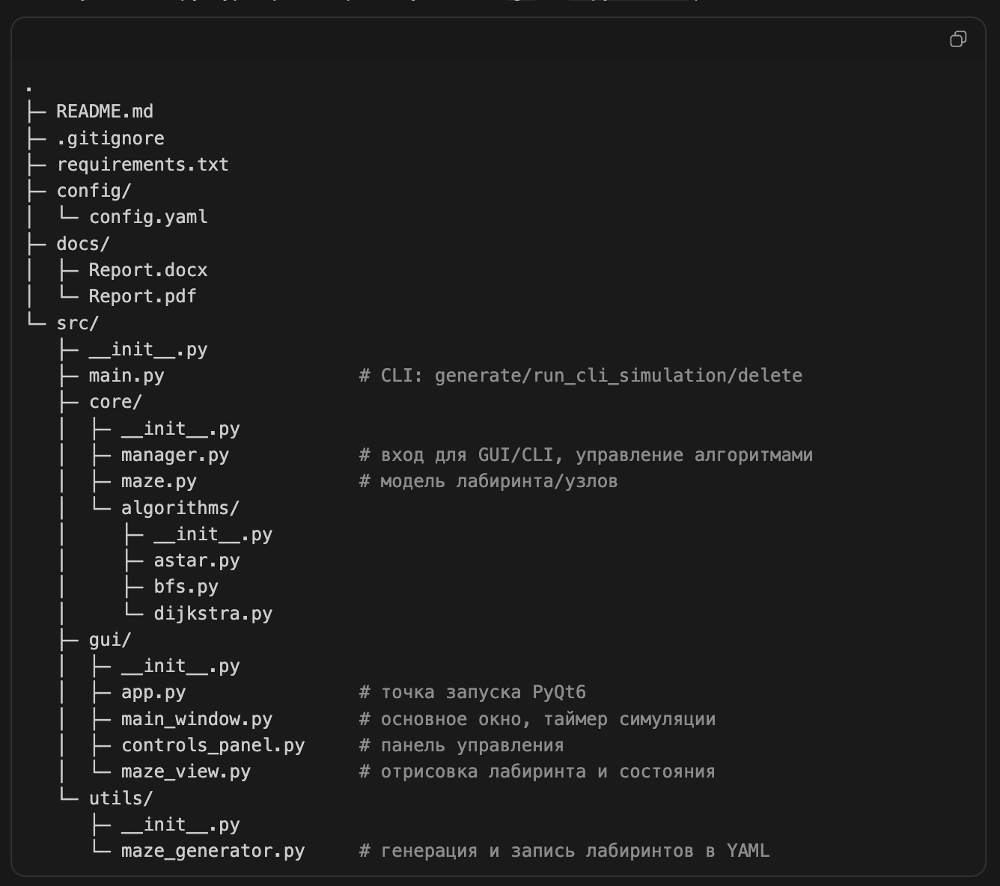 .
├─ README.md
├─ .gitignore
├─ requirements.txt
├─ config/
│  └─ config.yaml
├─ docs/
│  ├─ Report.docx
│  └─ Report.pdf
└─ src/
   ├─ __init__.py
   ├─ main.py                  # CLI: generate/run_cli_simulation/delete
   ├─ core/
   │  ├─ __init__.py
   │  ├─ manager.py            # вход для GUI/CLI, управление алгоритмами
   │  ├─ maze.py               # модель лабиринта/узлов
   │  └─ algorithms/
   │     ├─ __init__.py
   │     ├─ astar.py
   │     ├─ bfs.py
   │     └─ dijkstra.py
   ├─ gui/
   │  ├─ __init__.py
   │  ├─ app.py                # точка запуска PyQt6
   │  ├─ main_window.py        # основное окно, таймер симуляции
   │  ├─ controls_panel.py     # панель управления
   │  └─ maze_view.py          # отрисовка лабиринта и состояния
   └─ utils/
      ├─ __init__.py
      └─ maze_generator.py     # генерация и запись лабиринтов в YAML